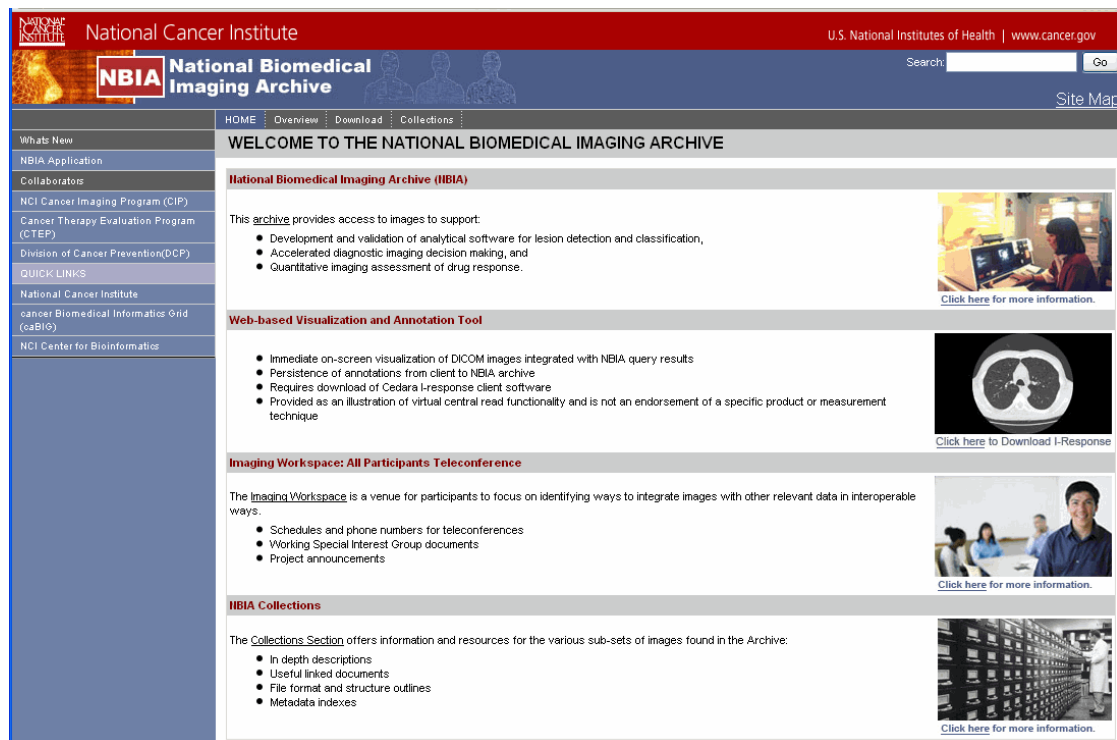 NATIONAL
CANCER
INSTITUTE
National Cancer Institute
U.S. National Institutes of Health | www.cancer.gov
NBIA
National Biomedical
Imaging Archive
Search:
Go
Site Map
HOME
Overview
Download
Collections
Whats New
NBIA Application
Collaborators
NCI Cancer Imaging Program (CIP)
Cancer Therapy Evaluation Program
(CTEP)
Division of Cancer Prevention(DCP)
QUICK LINKS
National Cancer Institute
cancer Biomedical Informatics Grid
(caBIG)
NCI Center for Bioinformatics
WELCOME TO THE NATIONAL BIOMEDICAL IMAGING ARCHIVE
National Biomedical Imaging Archive (NBIA)
This archive provides access to images to support:
Development and validation of analytical software for lesion detection and classification,
Accelerated diagnostic imaging decision making, and
Quantitative imaging assessment of drug response.
Click here for more information.
Web-based Visualization and Annotation Tool
Immediate on-screen visualization of DICOM images integrated with NBIA query results
Persistence of annotations from client to NBIA archive
Requires download of Cedara I-response client software
Provided as an illustration of virtual central read functionality and is not an endorsement of a specific product or measurement
technique
Click here to Download I-Response
Imaging Workspace: All Participants Teleconference
The Imaging Workspace is a venue for participants to focus on identifying ways to integrate images with other relevant data in interoperable
ways.
Schedules and phone numbers for teleconferences
Working Special Interest Group documents
Project announcements
Click here for more information.
NBIA Collections
The Collections Section offers information and resources for the various sub-sets of images found in the Archive:
In depth descriptions
Useful linked documents
File format and structure outlines
Metadata indexes
Click here for more information.